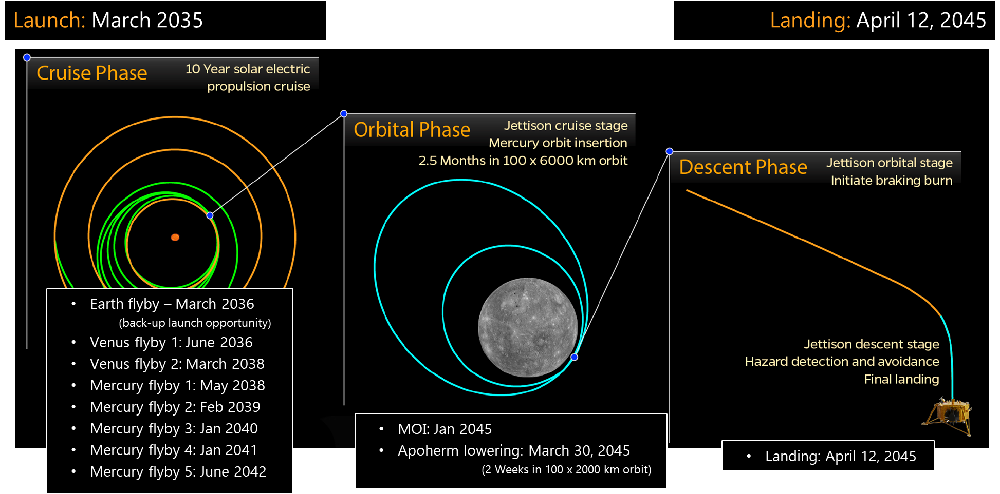 Launch: March 2035
Landing: April 12, 2045
Cruise Phase
10 Year solar electric
propulsion cruise
Orbital Phase
Jettison cruise stage
Mercury orbit insertion
2.5 Months in 100 x 6000 km orbit
Descent Phase
Jettison orbital stage
Initiate braking burn
Jettison descent stage
Hazard detection and avoidance
Final landing
• Earth flyby – March 2036
(back-up launch opportunity)
• Venus flyby 1: June 2036
• Venus flyby 2: March 2038
• Mercury flyby 1: May 2038
• Mercury flyby 2: Feb 2039
• Mercury flyby 3: Jan 2040
• Mercury flyby 4: Jan 2041
• Mercury flyby 5: June 2042
• MOI: Jan 2045
• Apoherm lowering: March 30, 2045
(2 Weeks in 100 x 2000 km orbit)
• Landing: April 12, 2045